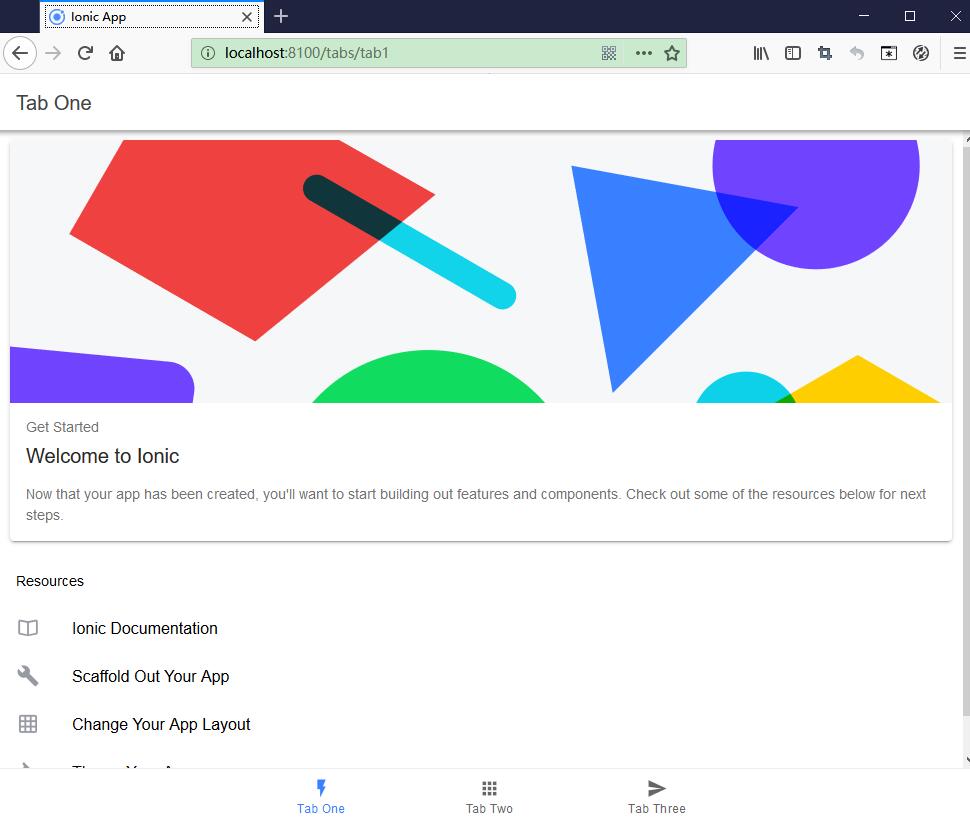 Ionic App
localhost:8100/tabs/tab1
Tab One
Get Started
Welcome to Ionic
Now that your app has been created, you'll want to start building out features and components. Check out some of the resources below for next
steps.
Resources
Ionic Documentation
Scaffold Out Your App
Change Your App Layout
Tab One
Tab Two
Tab Three